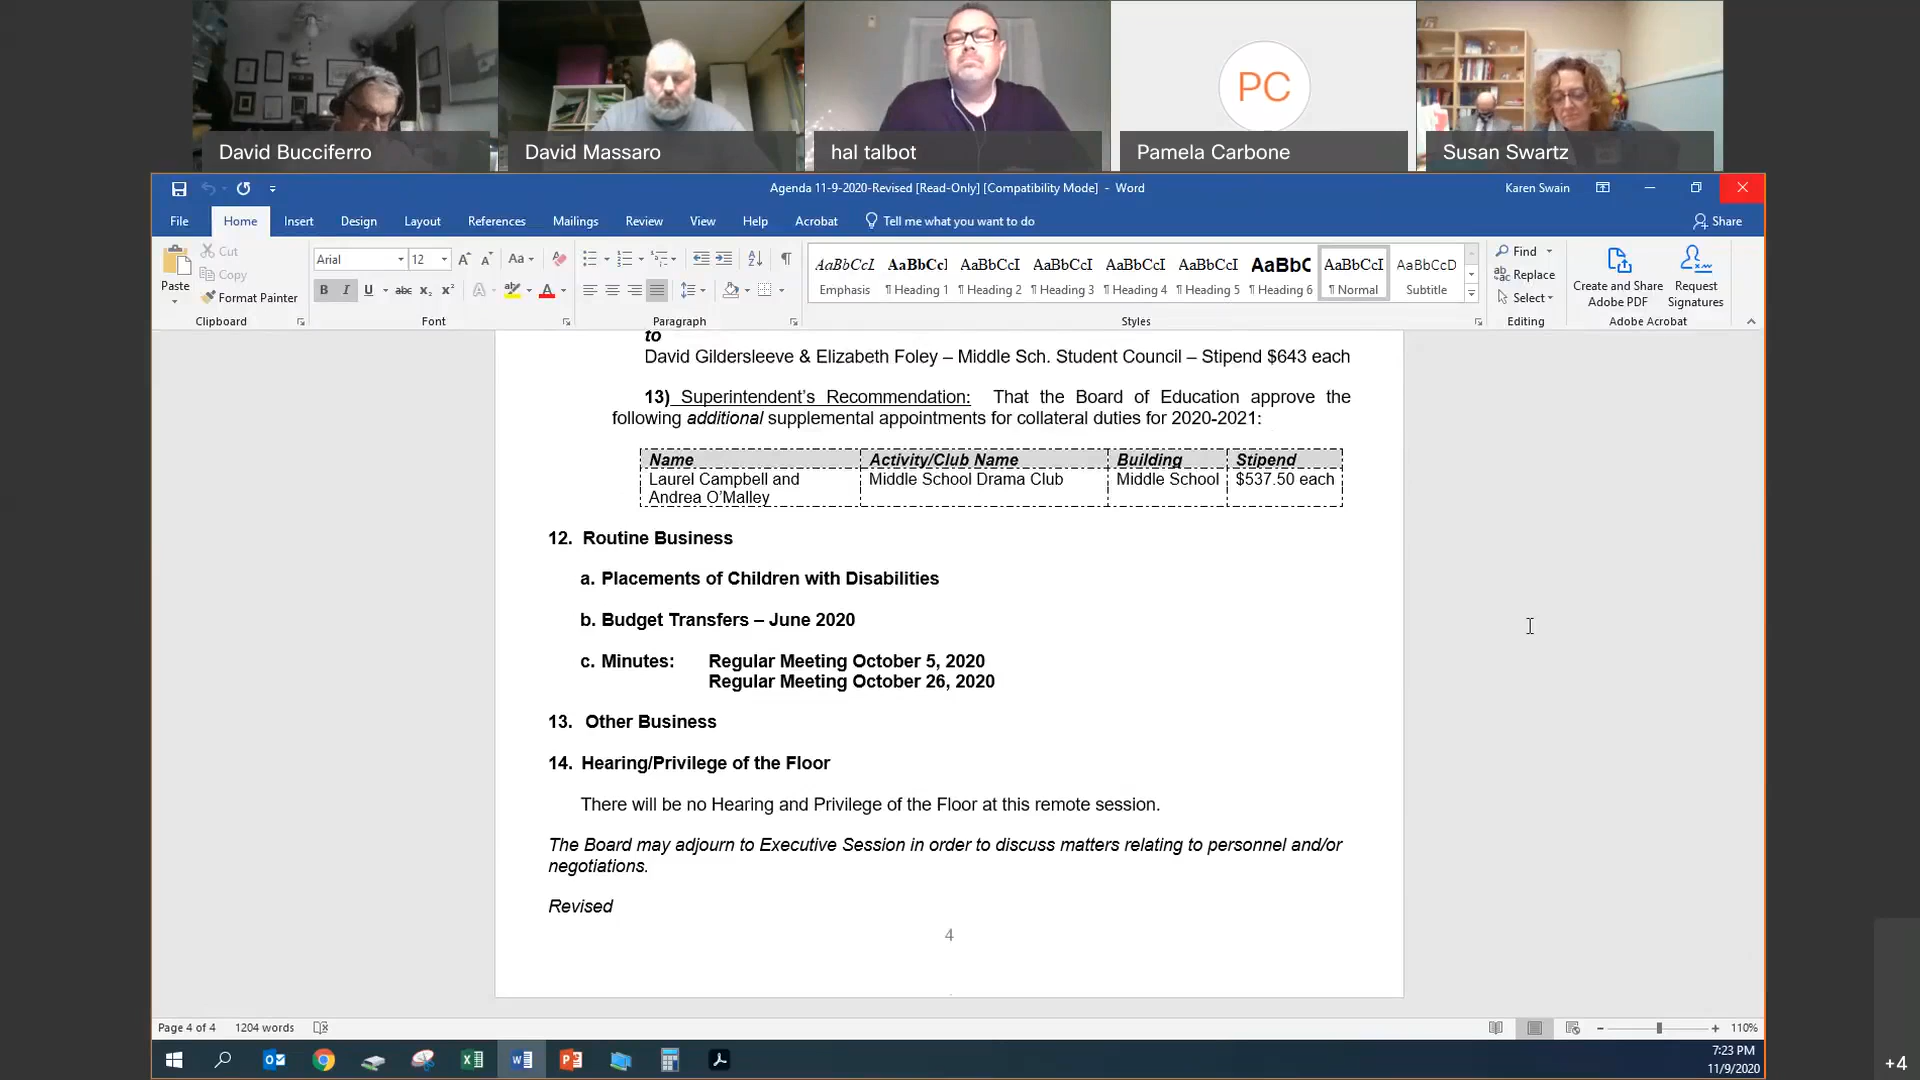 David Bucciferro
David Massaro
hal talbot
PC
Pamela Carbone
Susan Swartz
Agenda 11-9-2020-Revised [Read-Only] [Compatibility Mode] - Word
Karen Swain
File Home Insert Design Layout References Mailings Review View Help Acrobat Tell me what you want to do Share
Paste
Cut
Copy
Format Painter
Clipboard
Arial 12
Font
Paragraph
AaBbCcI AaBbCcI AaBbCcI AaBbCcI AaBbCcI AaBbCcI AaBbC AaBbCcI AaBbCcD
Emphasis ¶ Heading 1 ¶ Heading 2 ¶ Heading 3 ¶ Heading 4 ¶ Heading 5 ¶ Heading 6 ¶ Normal Subtitle
Styles
Find
Replace
Select
Editing
Create and Share
Adobe PDF
Request
Signatures
Adobe Acrobat
to
David Gildersleeve & Elizabeth Foley – Middle Sch. Student Council – Stipend $643 each
13) Superintendent's Recommendation: That the Board of Education approve the
following additional supplemental appointments for collateral duties for 2020-2021:
Name Activity/Club Name Building Stipend
Laurel Campbell and Middle School Drama Club Middle School $537.50 each
Andrea O'Malley
12. Routine Business
a. Placements of Children with Disabilities
b. Budget Transfers – June 2020
c. Minutes: Regular Meeting October 5, 2020
Regular Meeting October 26, 2020
13. Other Business
14. Hearing/Privilege of the Floor
There will be no Hearing and Privilege of the Floor at this remote session.
The Board may adjourn to Executive Session in order to discuss matters relating to personnel and/or
negotiations.
Revised
4
Page 4 of 4 1204 words
110%
7:23 PM
11/9/2020
+4